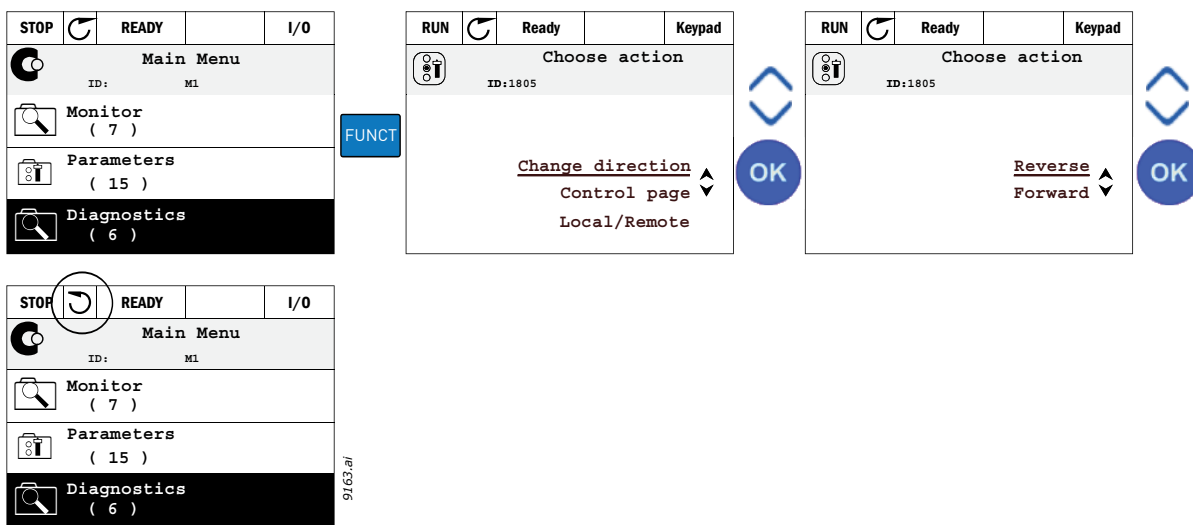 STOP READY I/O
Main Menu
ID: M1
Monitor
( 7 )
Parameters
( 15 )
Diagnostics
( 6 )
FUNCT
RUN Ready Keypad
Choose action
ID:1805
Change direction
Control page
Local/Remote
OK
RUN Ready Keypad
Choose action
ID:1805
Reverse
Forward
OK
STOP READY I/O
Main Menu
ID: M1
Monitor
( 7 )
Parameters
( 15 )
Diagnostics
( 6 )
9163.ai